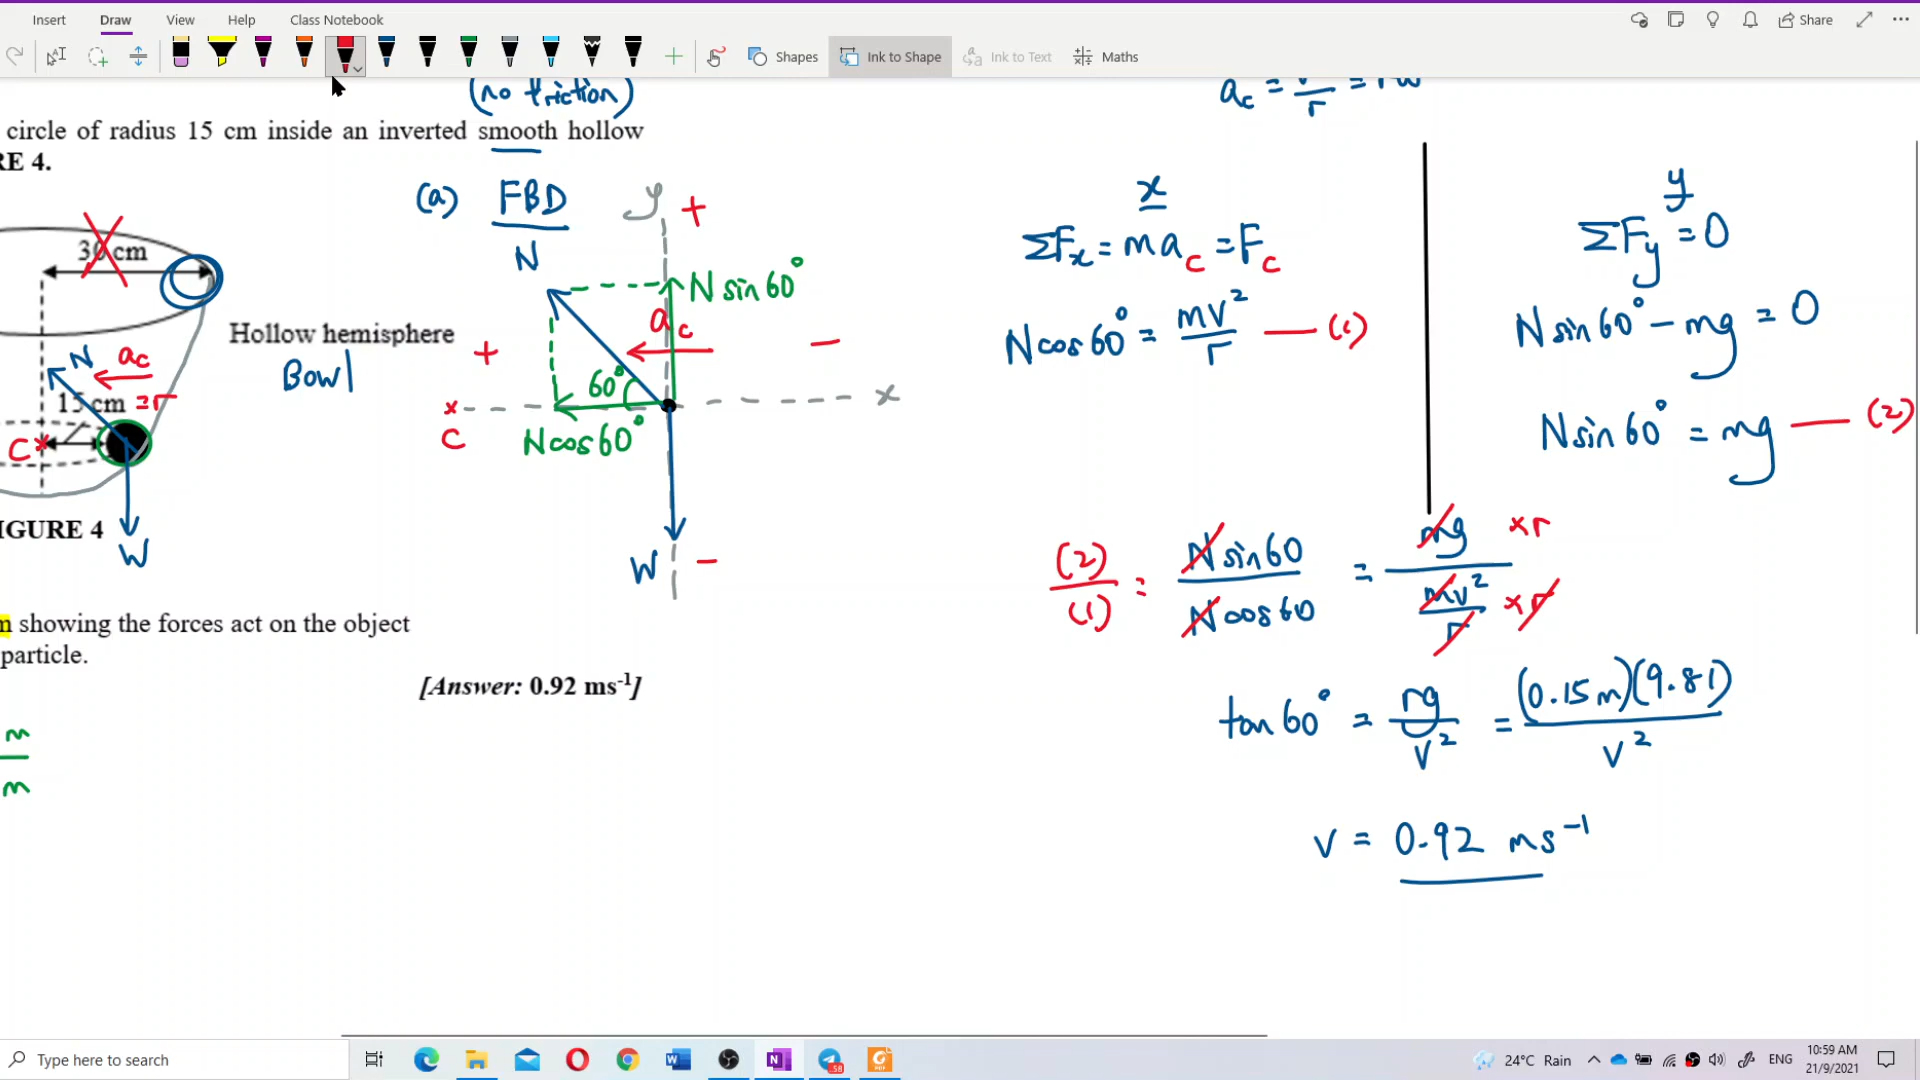 Insert Draw View Help Class Notebook Share
Shapes Ink to Shape Ink to Text Maths
(no friction)
circle of radius 15 cm inside an inverted smooth hollow
RE 4.
30 cm
Hollow hemisphere
Bowl
N
ac
15 cm = r
C
W
IGURE 4
(a) FBD
y +
N
N sin 60°
ac
+
-
60°
x
C
N cos 60°
W -
m showing the forces act on the object
particle.
[Answer: 0.92 ms⁻¹]
m
m
x
ΣFx = mac = Fc
N cos 60° = mv²/r — (1)
y
ΣFy = 0
N sin 60° - mg = 0
N sin 60° = mg — (2)
(2)/(1) = N sin 60 / N cos 60 = mg ×r / (mv²/r) ×r
tan 60° = rg/v² = (0.15m)(9.81)/v²
v = 0.92 ms⁻¹
Type here to search
24°C Rain ENG 10:59 AM
21/9/2021